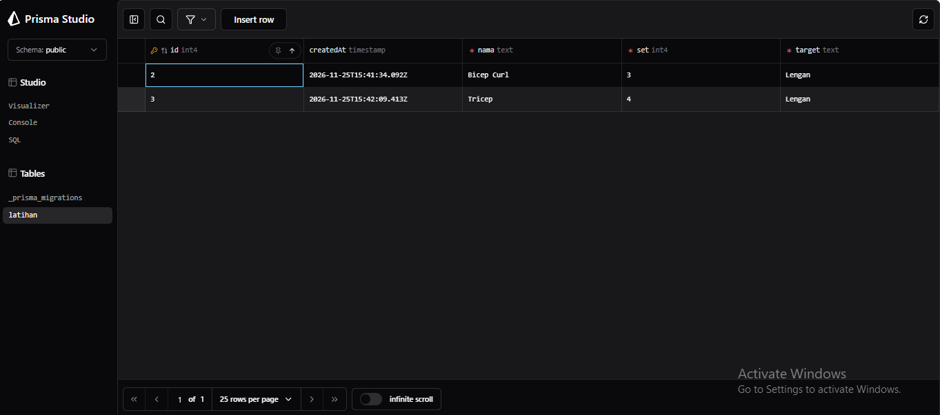 Prisma Studio
Insert row
Schema: public
id int4
createdAt timestamp
* nama text
* set int4
* target text
2
2026-11-25T15:41:34.092Z
Bicep Curl
3
Lengan
3
2026-11-25T15:42:09.413Z
Tricep
4
Lengan
Studio
Visualizer
Console
SQL
Tables
_prisma_migrations
latihan
Activate Windows
Go to Settings to activate Windows.
1 of 1
25 rows per page
infinite scroll